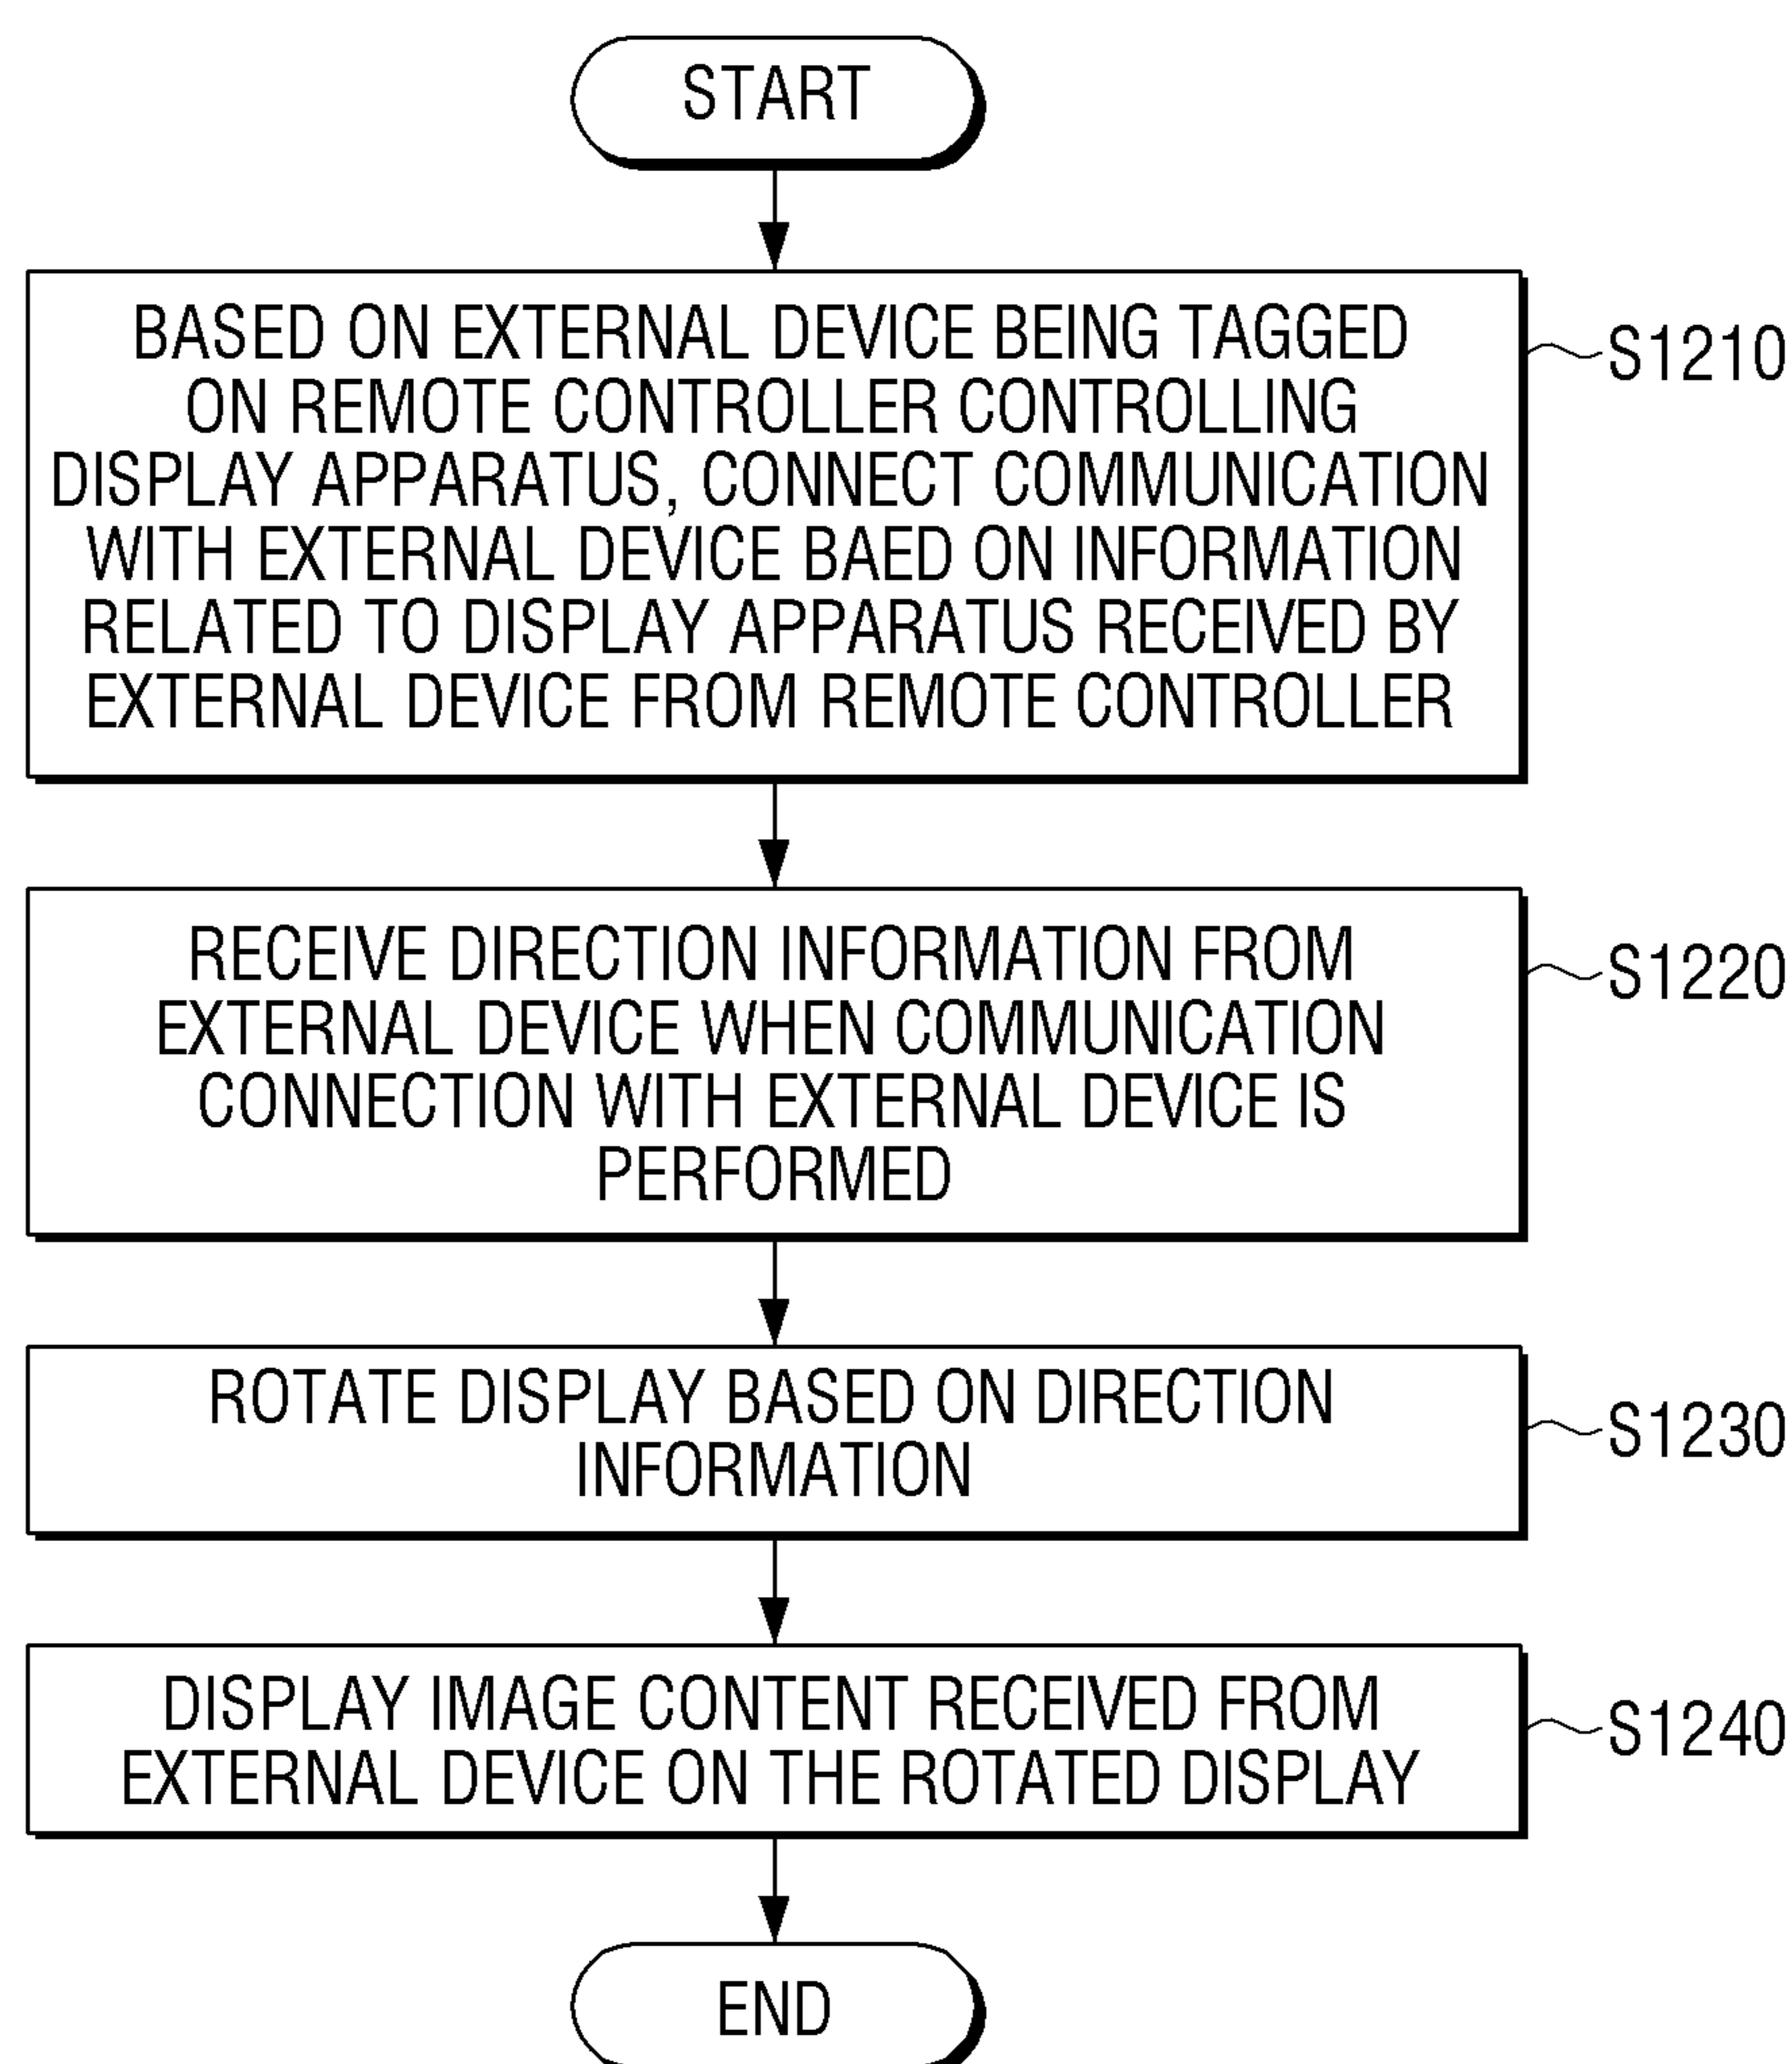 START
BASED ON EXTERNAL DEVICE BEING TAGGED
ON REMOTE CONTROLLER CONTROLLING
DISPLAY APPARATUS, CONNECT COMMUNICATION
WITH EXTERNAL DEVICE BAED ON INFORMATION
RELATED TO DISPLAY APPARATUS RECEIVED BY
EXTERNAL DEVICE FROM REMOTE CONTROLLER
S1210
RECEIVE DIRECTION INFORMATION FROM
EXTERNAL DEVICE WHEN COMMUNICATION
CONNECTION WITH EXTERNAL DEVICE IS
PERFORMED
S1220
ROTATE DISPLAY BASED ON DIRECTION
INFORMATION
S1230
DISPLAY IMAGE CONTENT RECEIVED FROM
EXTERNAL DEVICE ON THE ROTATED DISPLAY
S1240
END